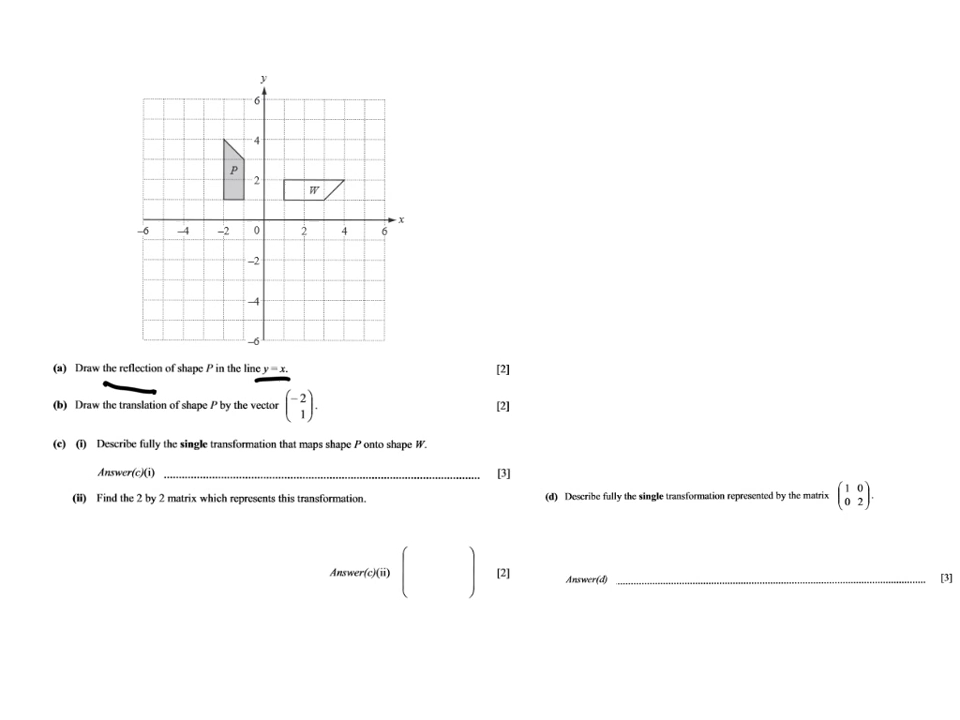 y
6
4
P
2
W
x
-6 -4 -2 0 2 4 6
-2
-4
-6
(a) Draw the reflection of shape P in the line y = x. [2]
(b) Draw the translation of shape P by the vector (-2 1). [2]
(c) (i) Describe fully the single transformation that maps shape P onto shape W.
Answer(c)(i) [3]
(ii) Find the 2 by 2 matrix which represents this transformation.
Answer(c)(ii) ( ) [2]
(d) Describe fully the single transformation represented by the matrix (1 0 0 2).
Answer(d) [3]